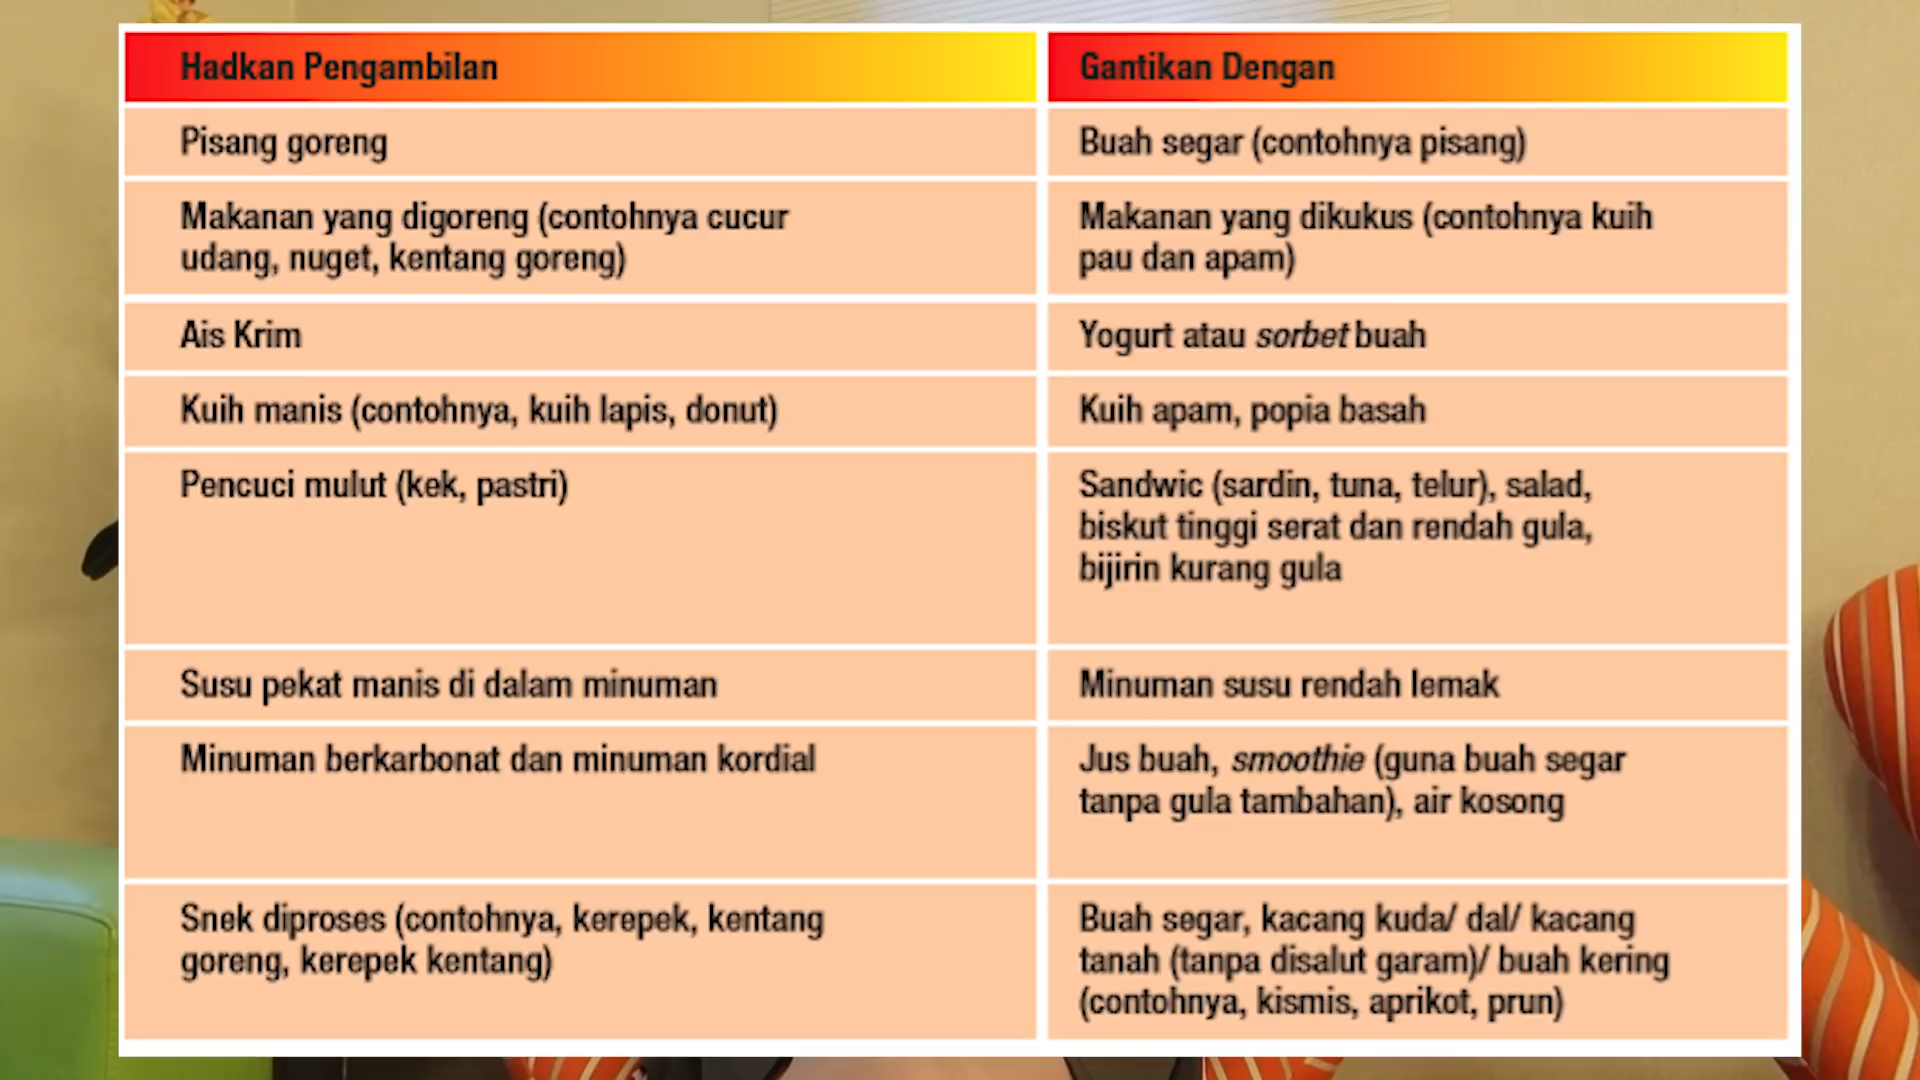 Hadkan Pengambilan
Gantikan Dengan
Pisang goreng
Buah segar (contohnya pisang)
Makanan yang digoreng (contohnya cucur
udang, nuget, kentang goreng)
Makanan yang dikukus (contohnya kuih
pau dan apam)
Ais Krim
Yogurt atau sorbet buah
Kuih manis (contohnya, kuih lapis, donut)
Kuih apam, popia basah
Pencuci mulut (kek, pastri)
Sandwic (sardin, tuna, telur), salad,
biskut tinggi serat dan rendah gula,
bijirin kurang gula
Susu pekat manis di dalam minuman
Minuman susu rendah lemak
Minuman berkarbonat dan minuman kordial
Jus buah, smoothie (guna buah segar
tanpa gula tambahan), air kosong
Snek diproses (contohnya, kerepek, kentang
goreng, kerepek kentang)
Buah segar, kacang kuda/ dal/ kacang
tanah (tanpa disalut garam)/ buah kering
(contohnya, kismis, aprikot, prun)